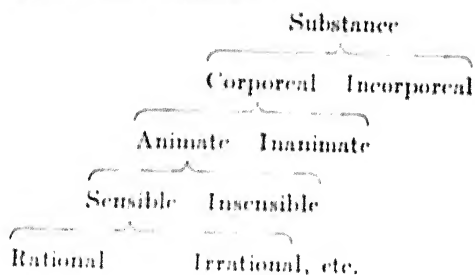 Substance
Corporeal Incorporeal
Animate Inanimate
Sensible Insensible
Rational Irrational, etc.